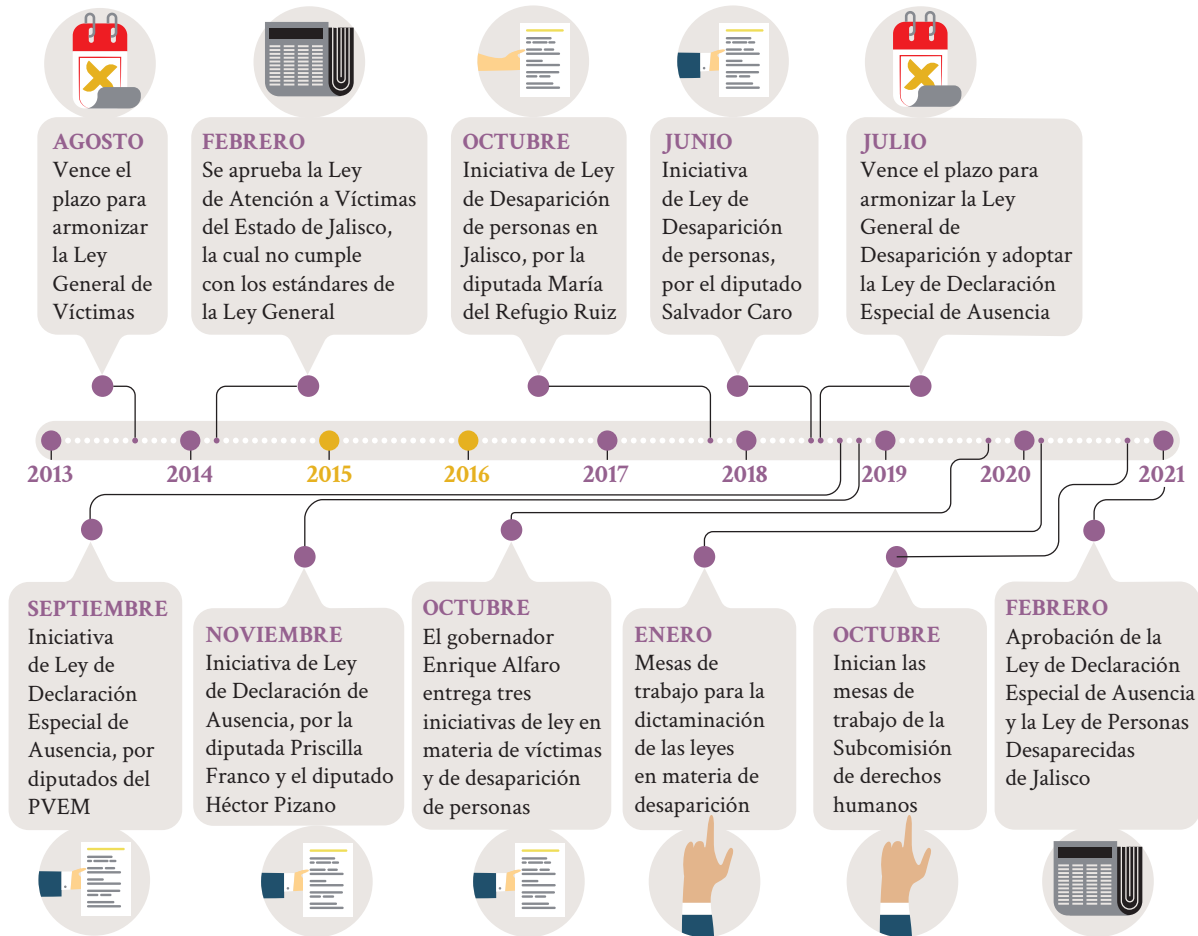 AGOSTO
Vence el
plazo para
armonizar
la Ley
General de
Víctimas
FEBRERO
Se aprueba la Ley
de Atención a Víctimas
del Estado de Jalisco,
la cual no cumple
con los estándares de
la Ley General
OCTUBRE
Iniciativa de Ley
de Desaparición
de personas en
Jalisco, por la
diputada María
del Refugio Ruiz
JUNIO
Iniciativa
de Ley de
Desaparición
de personas,
por el diputado
Salvador Caro
JULIO
Vence el plazo para
armonizar la Ley
General de
Desaparición y adoptar
la Ley de Declaración
Especial de Ausencia
2013
2014
2015
2016
2017
2018
2019
2020
2021
SEPTIEMBRE
Iniciativa
de Ley de
Declaración
Especial de
Ausencia, por
diputados del
PVEM
NOVIEMBRE
Iniciativa de Ley
de Declaración de
Ausencia, por la
diputada Priscilla
Franco y el diputado
Héctor Pizano
OCTUBRE
El gobernador
Enrique Alfaro
entrega tres
iniciativas de ley en
materia de víctimas
y de desaparición
de personas
ENERO
Mesas de
trabajo para la
dictaminación
de las leyes
en materia de
desaparición
OCTUBRE
Inician las
mesas de
trabajo de la
Subcomisión
de derechos
humanos
FEBRERO
Aprobación de la
Ley de Declaración
Especial de Ausencia
y la Ley de Personas
Desaparecidas
de Jalisco